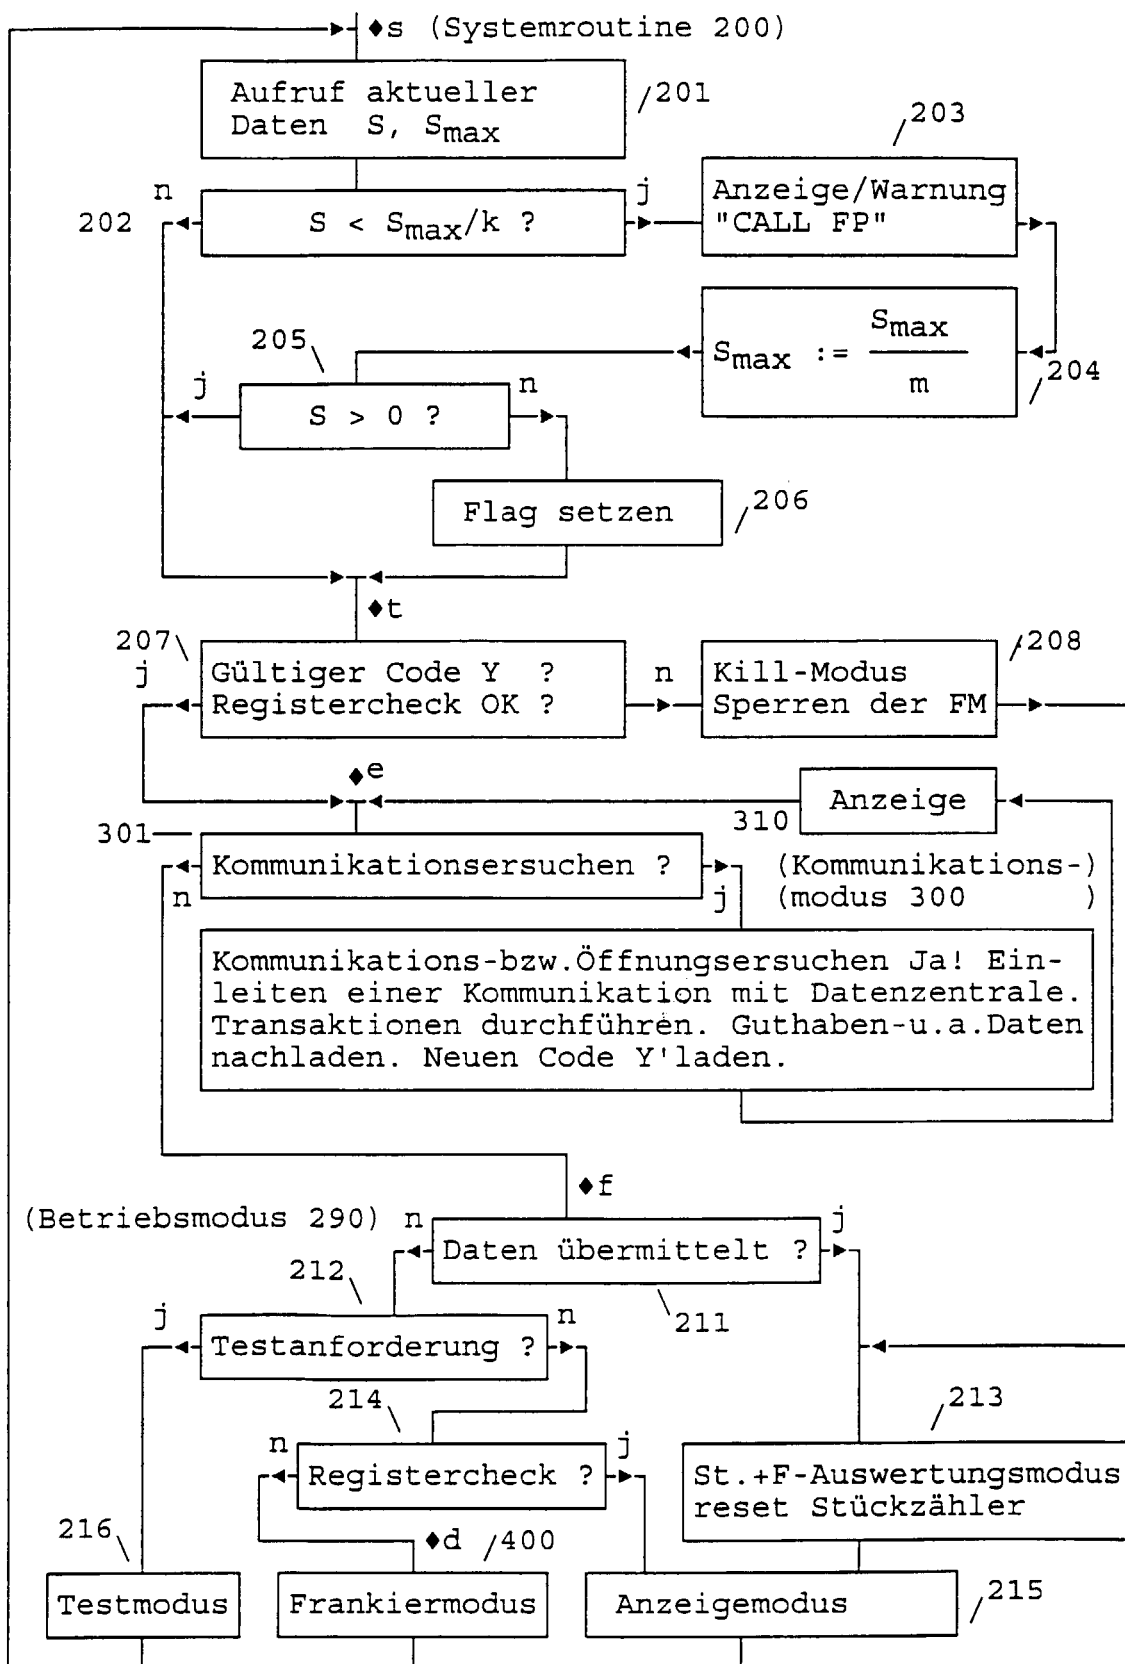 ◆s (Systemroutine 200)
Aufruf aktueller
Daten S, Smax
201
203
n
j
202
S < Smax/k ?
Anzeige/Warnung
"CALL FP"
Smax := Smax
m
204
205
j
n
S > 0 ?
Flag setzen
206
◆t
207
j
Gültiger Code Y ?
Registercheck OK ?
n
Kill-Modus
Sperren der FM
208
◆e
Anzeige
310
301
Kommunikationsersuchen ?
n
j
(Kommunikations-)
(modus 300 )
Kommunikations-bzw.Öffnungsersuchen Ja! Ein-
leiten einer Kommunikation mit Datenzentrale.
Transaktionen durchführen. Guthaben-u.a.Daten
nachladen. Neuen Code Y'laden.
◆f
(Betriebsmodus 290)
n
j
Daten übermittelt ?
211
212
j
n
Testanforderung ?
214
n
j
Registercheck ?
213
St.+F-Auswertungsmodus
reset Stückzähler
216
◆d
400
Testmodus
Frankiermodus
Anzeigemodus
215